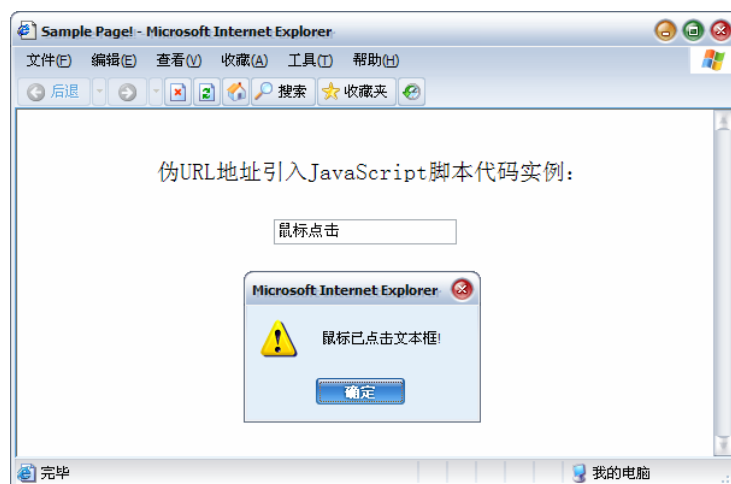 Sample Page! - Microsoft Internet Explorer
文件(F) 编辑(E) 查看(V) 收藏(A) 工具(T) 帮助(H)
后退 搜索 收藏夹
伪URL地址引入JavaScript脚本代码实例：
鼠标点击
Microsoft Internet Explorer
鼠标已点击文本框!
确定
完毕 我的电脑